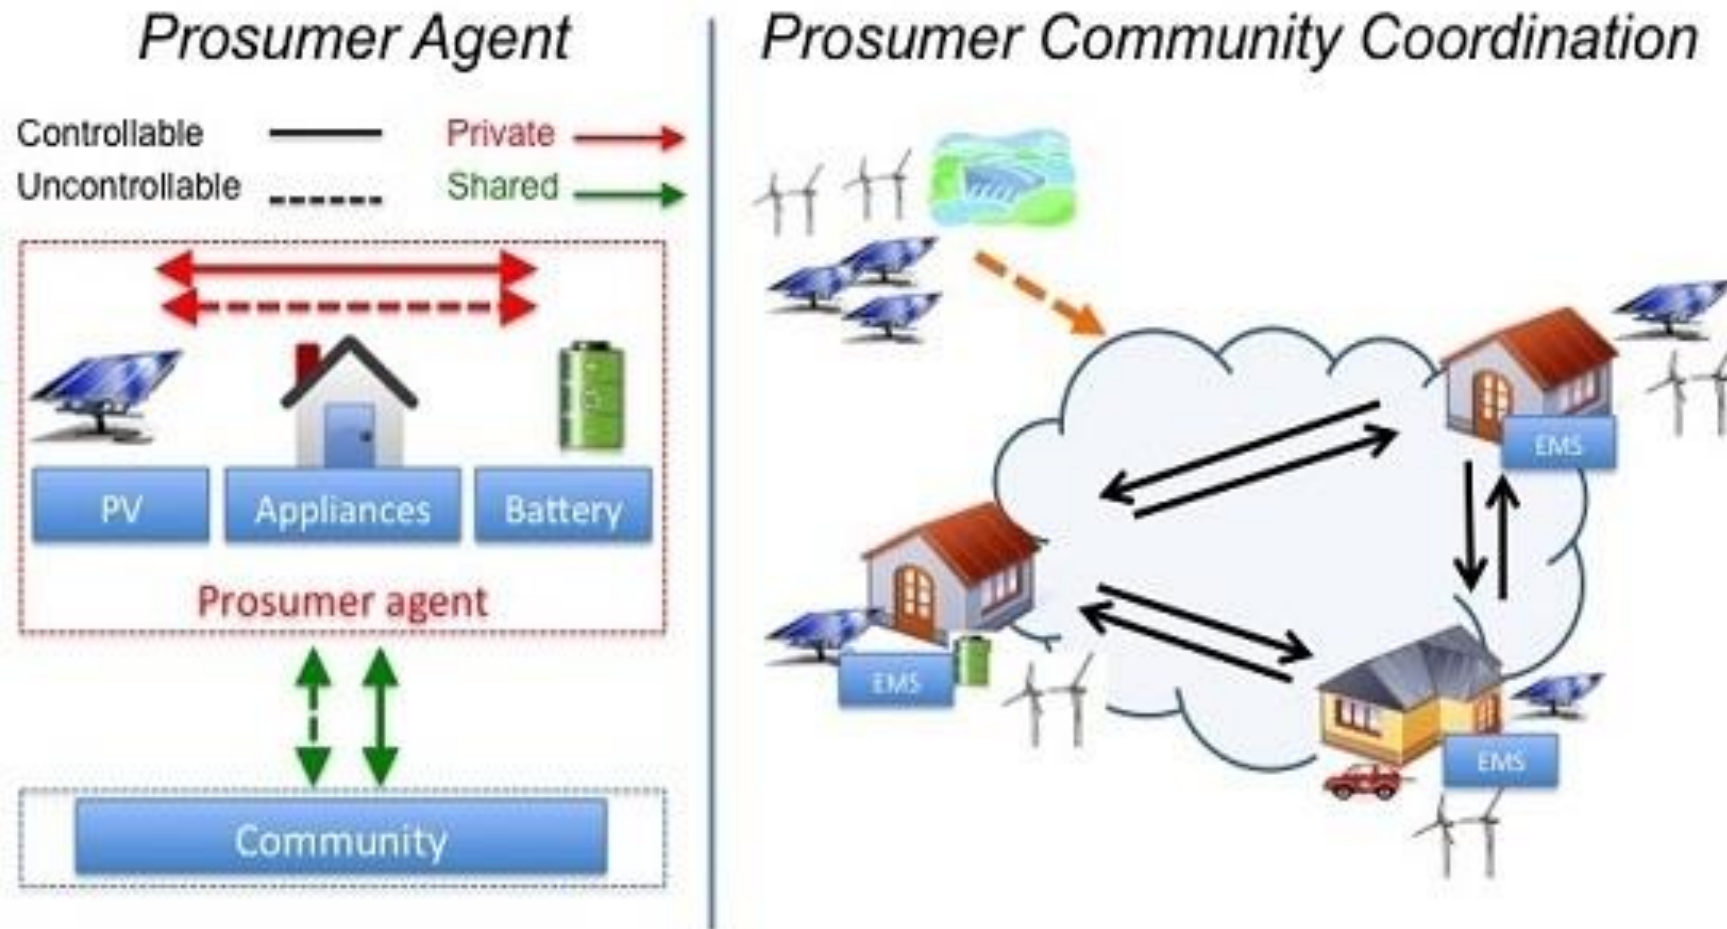 Prosumer Agent
Controllable
Private
Uncontrollable
Shared
PV
Appliances
Battery
Prosumer agent
Community
Prosumer Community Coordination
EMS
EMS
EMS